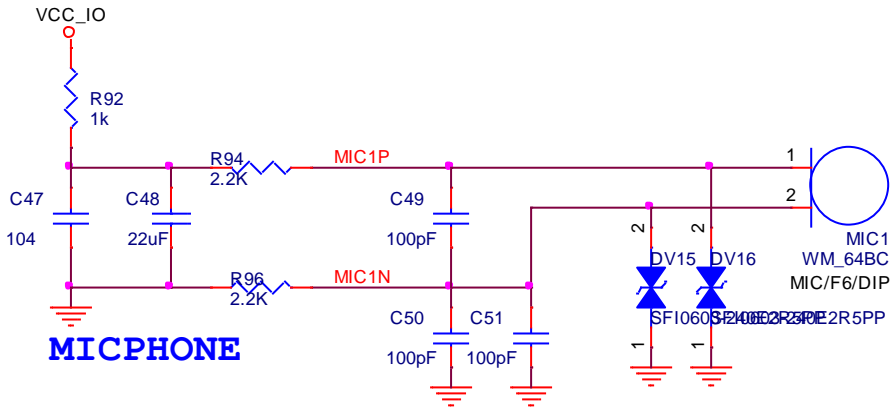 VCC_IO
R92
1k
R94
2.2K
MIC1P
1
C47
104
C48
22uF
C49
100pF
2
MIC1
WM_64BC
MIC/F6/DIP
R96
2.2K
MIC1N
2
2
DV15
DV16
C50
100pF
C51
100pF
1
1
MICPHONE